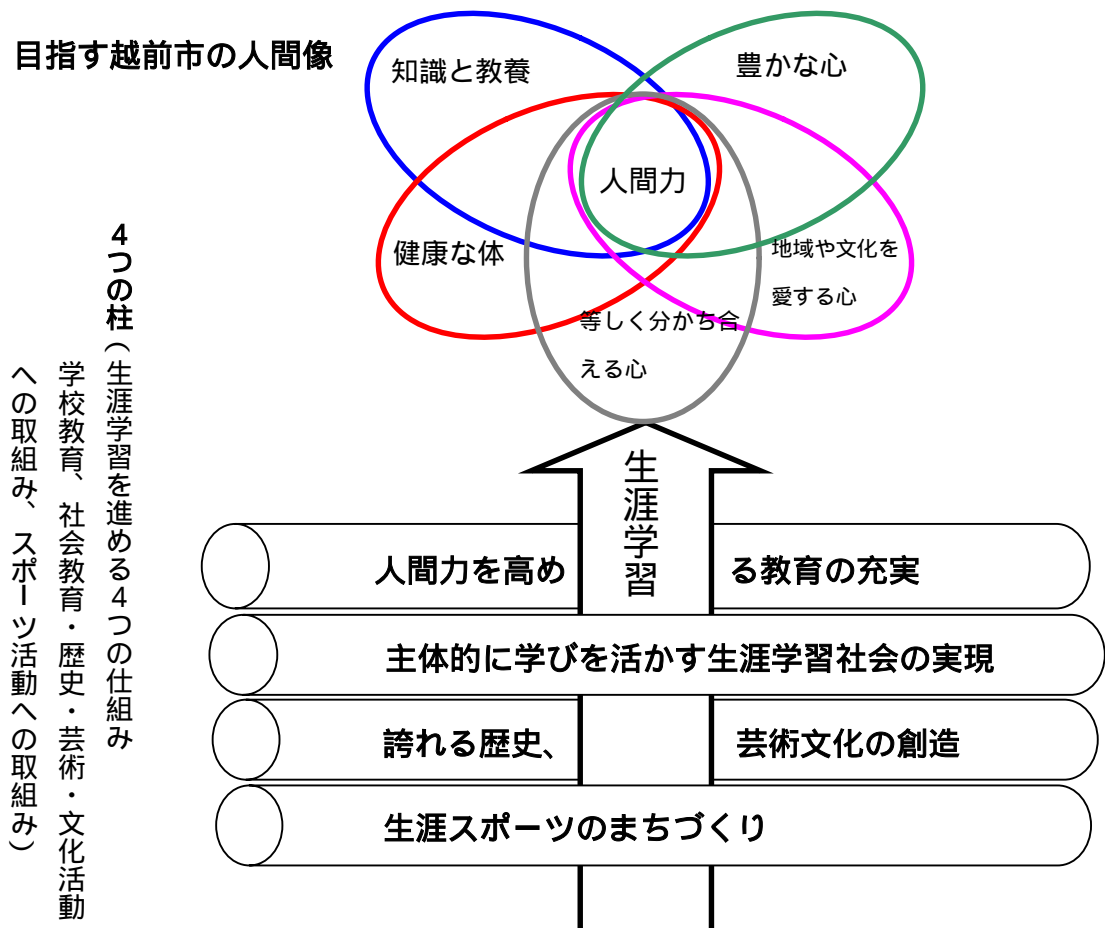 目指す越前市の人間像
知識と教養
豊かな心
人間力
健康な体
地域や文化を
愛する心
等しく分かち合
える心
4つの柱（生涯学習を進める4つの仕組み
学校教育、社会教育・歴史・芸術・文化活動
への取組み、スポーツ活動への取組み）
生涯学習
人間力を高め る教育の充実
主体的に学びを活かす生涯学習社会の実現
誇れる歴史、 芸術文化の創造
生涯スポーツのまちづくり